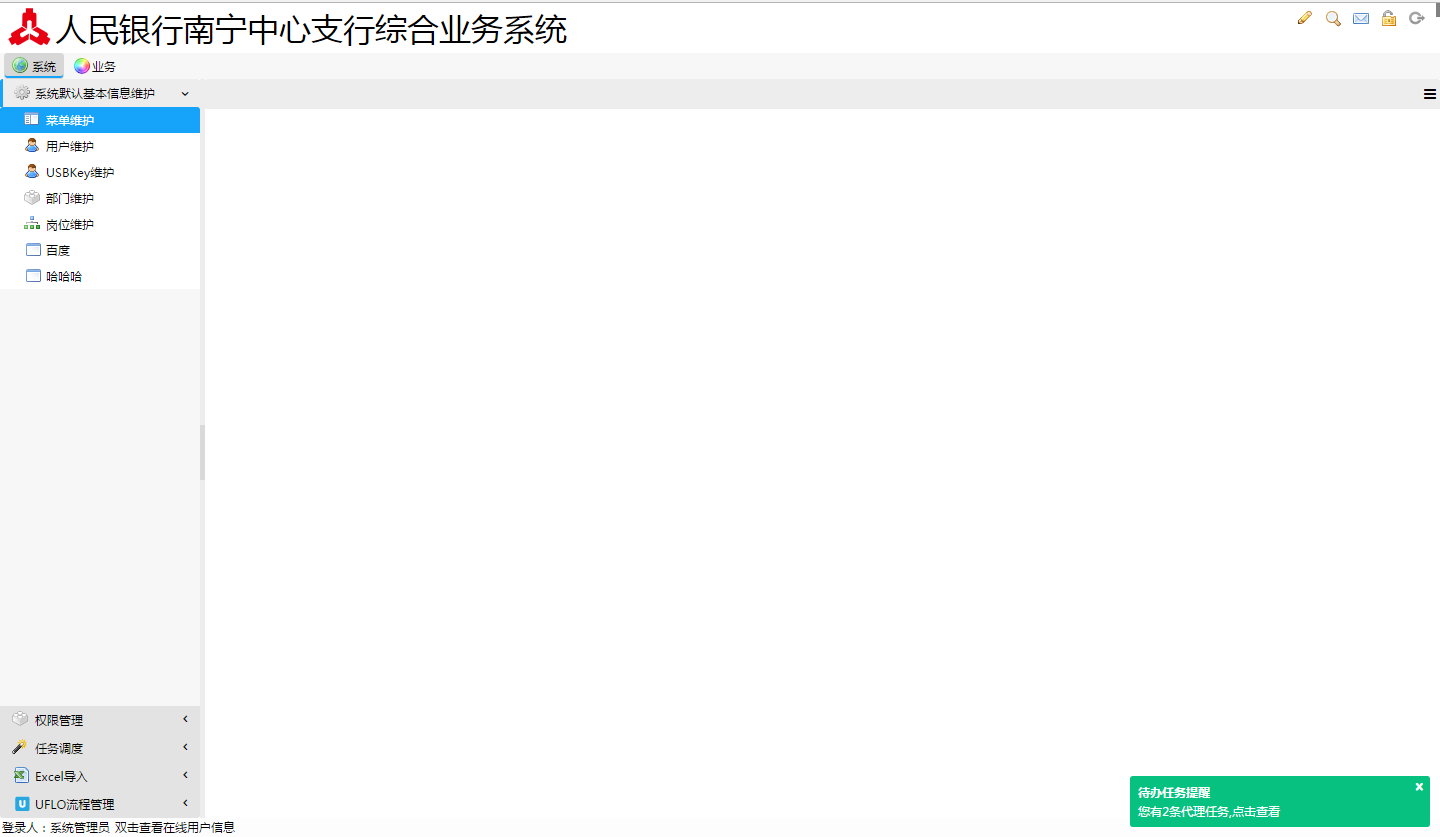 人民银行南宁中心支行综合业务系统
系统 业务
系统默认基本信息维护
菜单维护
用户维护
USBKey维护
部门维护
岗位维护
百度
哈哈哈
权限管理
任务调度
Excel导入
U UFLO流程管理
登录人：系统管理员 双击查看在线用户信息
待办任务提醒
您有2条代理任务,点击查看